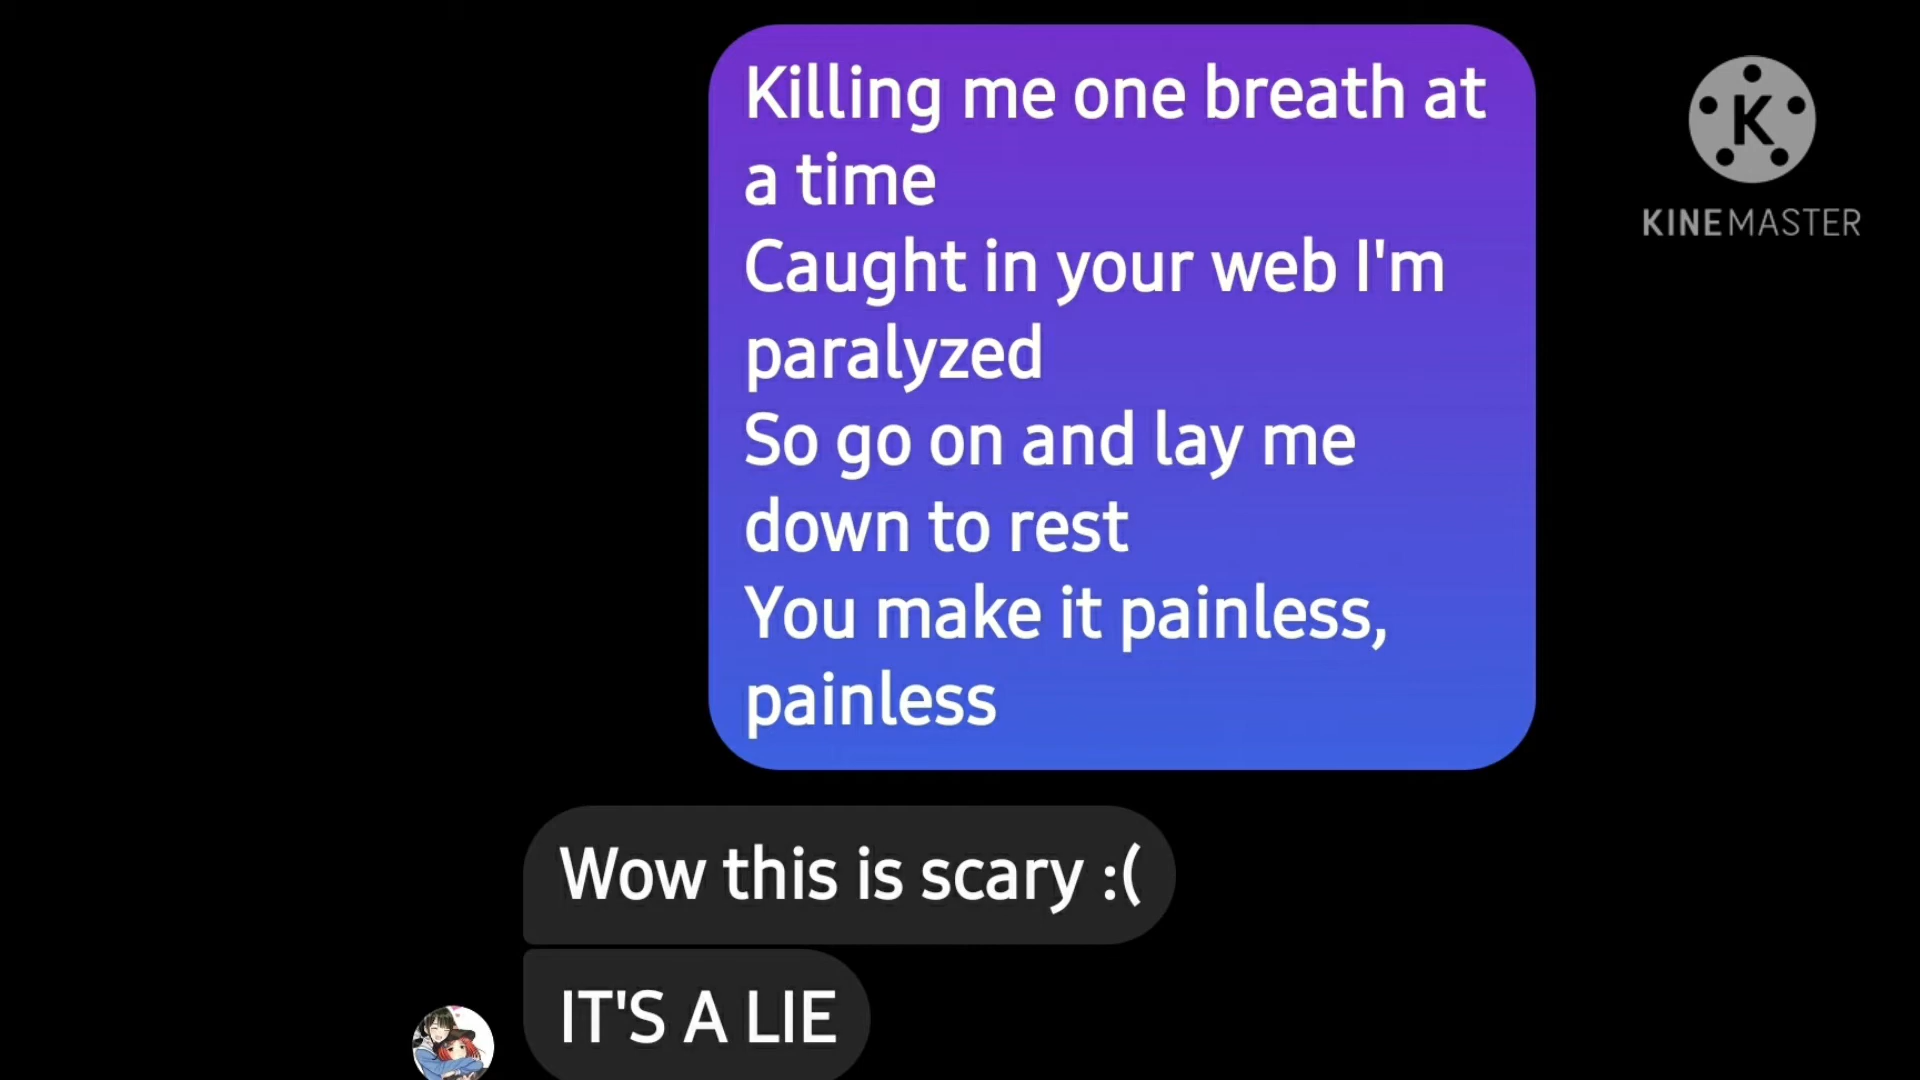 Killing me one breath at
a time
Caught in your web I'm
paralyzed
So go on and lay me
down to rest
You make it painless,
painless
K
KINEMASTER
Wow this is scary :(
IT'S A LIE